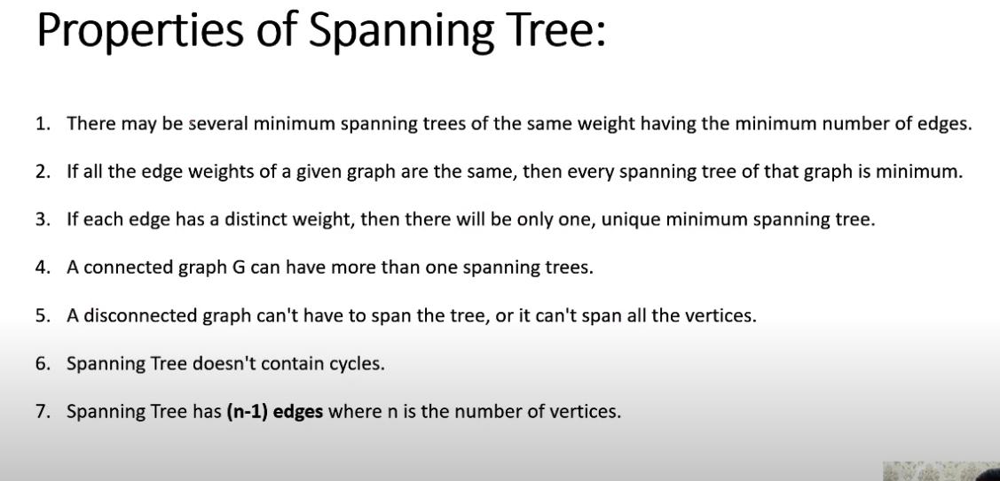 Properties of Spanning Tree:
1. There may be several minimum spanning trees of the same weight having the minimum number of edges.
2. If all the edge weights of a given graph are the same, then every spanning tree of that graph is minimum.
3. If each edge has a distinct weight, then there will be only one, unique minimum spanning tree.
4. A connected graph G can have more than one spanning trees.
5. A disconnected graph can't have to span the tree, or it can't span all the vertices.
6. Spanning Tree doesn't contain cycles.
7. Spanning Tree has (n-1) edges where n is the number of vertices.